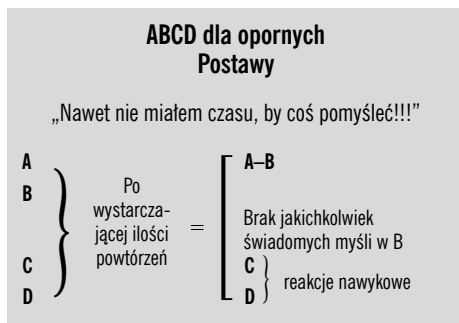 ABCD dla opornych
Postawy
„Nawet nie miałem czasu, by coś pomyśleć!!!”
A
B
C
D
Po
wystarcza-
jącej ilości
powtórzeń
=
A–B
Brak jakichkolwiek
świadomych myśli w B
C
D
reakcje nawykowe